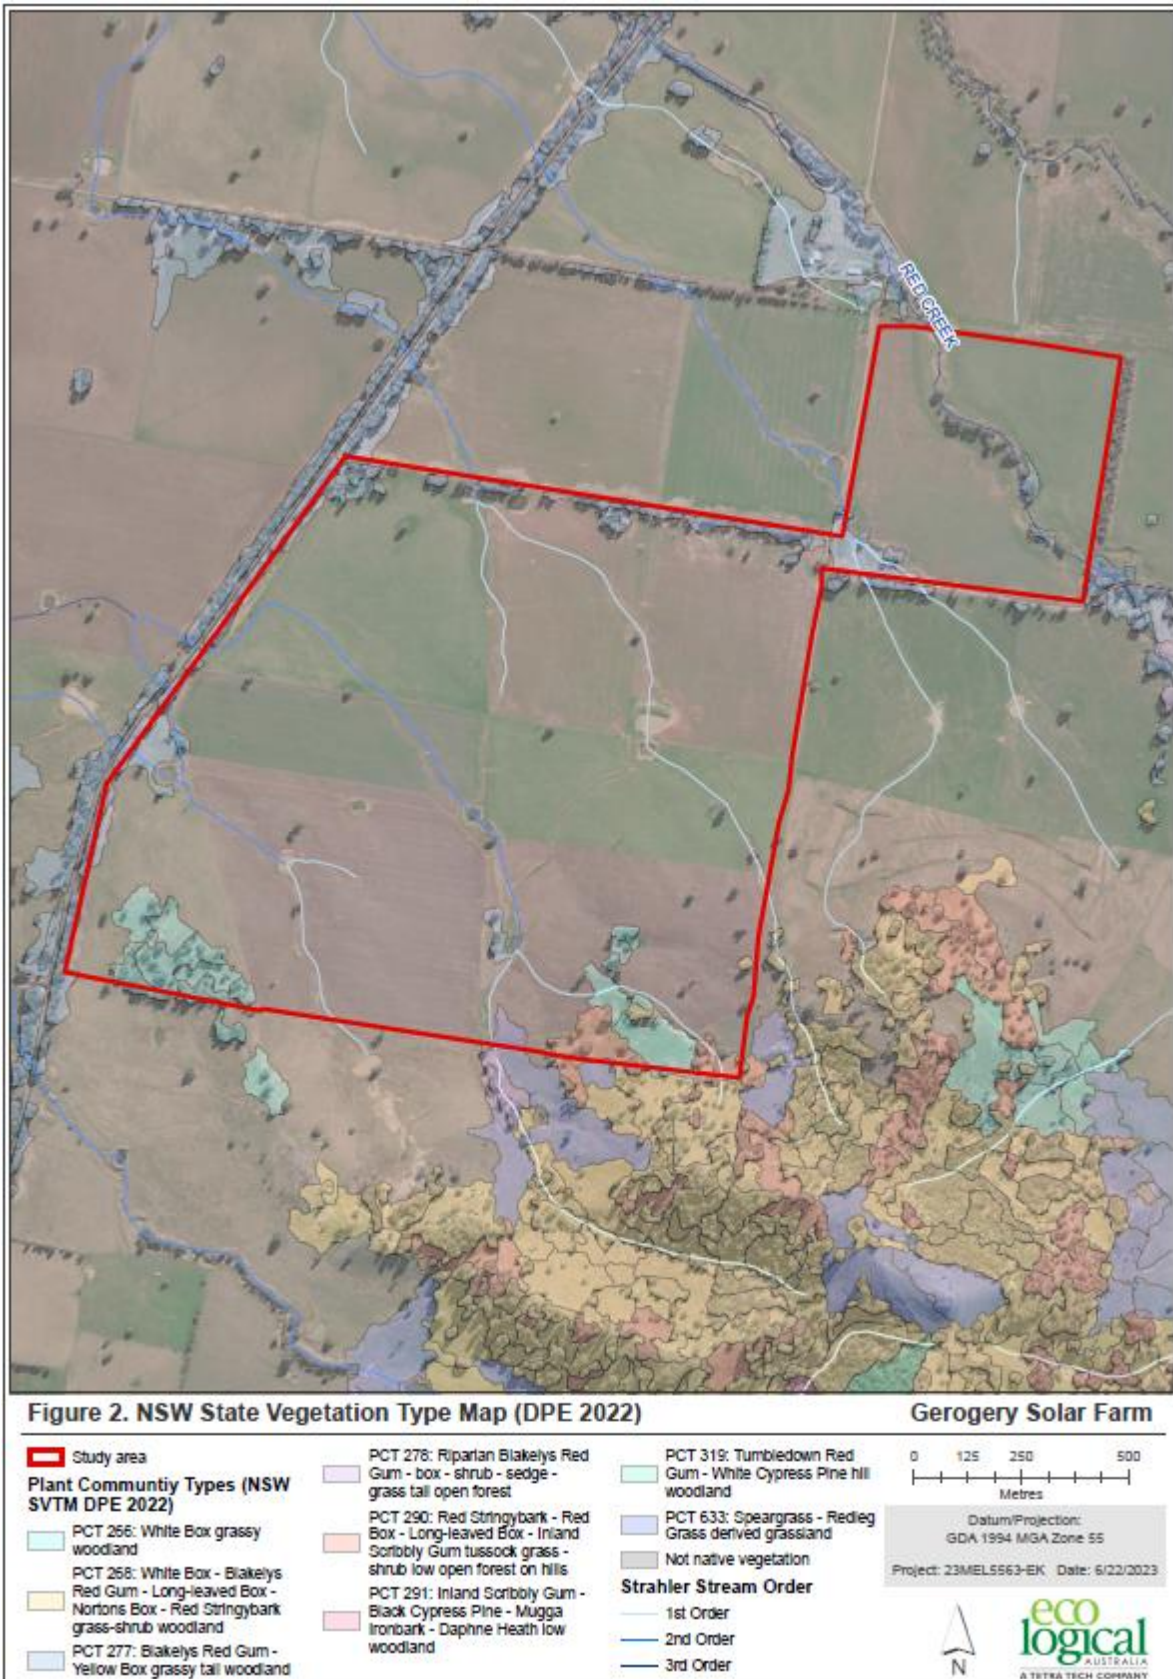 RED CREEK
Figure 2. NSW State Vegetation Type Map (DPE 2022)
Gerogery Solar Farm
Study area
Plant Communtiy Types (NSW
SVTM DPE 2022)
PCT 266: White Box grassy
woodland
PCT 268: White Box - Blakelys
Red Gum - Long-leaved Box -
Nortons Box - Red Stringybark
grass-shrub woodland
PCT 277: Blakelys Red Gum -
Yellow Box grassy tall woodland
PCT 278: Riparian Blakelys Red
Gum - box - shrub - sedge -
grass tall open forest
PCT 290: Red Stringybark - Red
Box - Long-leaved Box - Inland
Scribbly Gum tussock grass -
shrub low open forest on hills
PCT 291: Inland Scribbly Gum -
Black Cypress Pine - Mugga
Ironbark - Daphne Heath low
woodland
PCT 319: Tumbledown Red
Gum - White Cypress Pine hill
woodland
PCT 633: Speargrass - Redleg
Grass derived grassland
Not native vegetation
Strahler Stream Order
1st Order
2nd Order
3rd Order
0 125 250 500
Metres
Datum/Projection:
GDA 1994 MGA Zone 55
Project: 23MEL5563-EK Date: 6/22/2023
N
eco
logical
AUSTRALIA
A TETRA TECH COMPANY